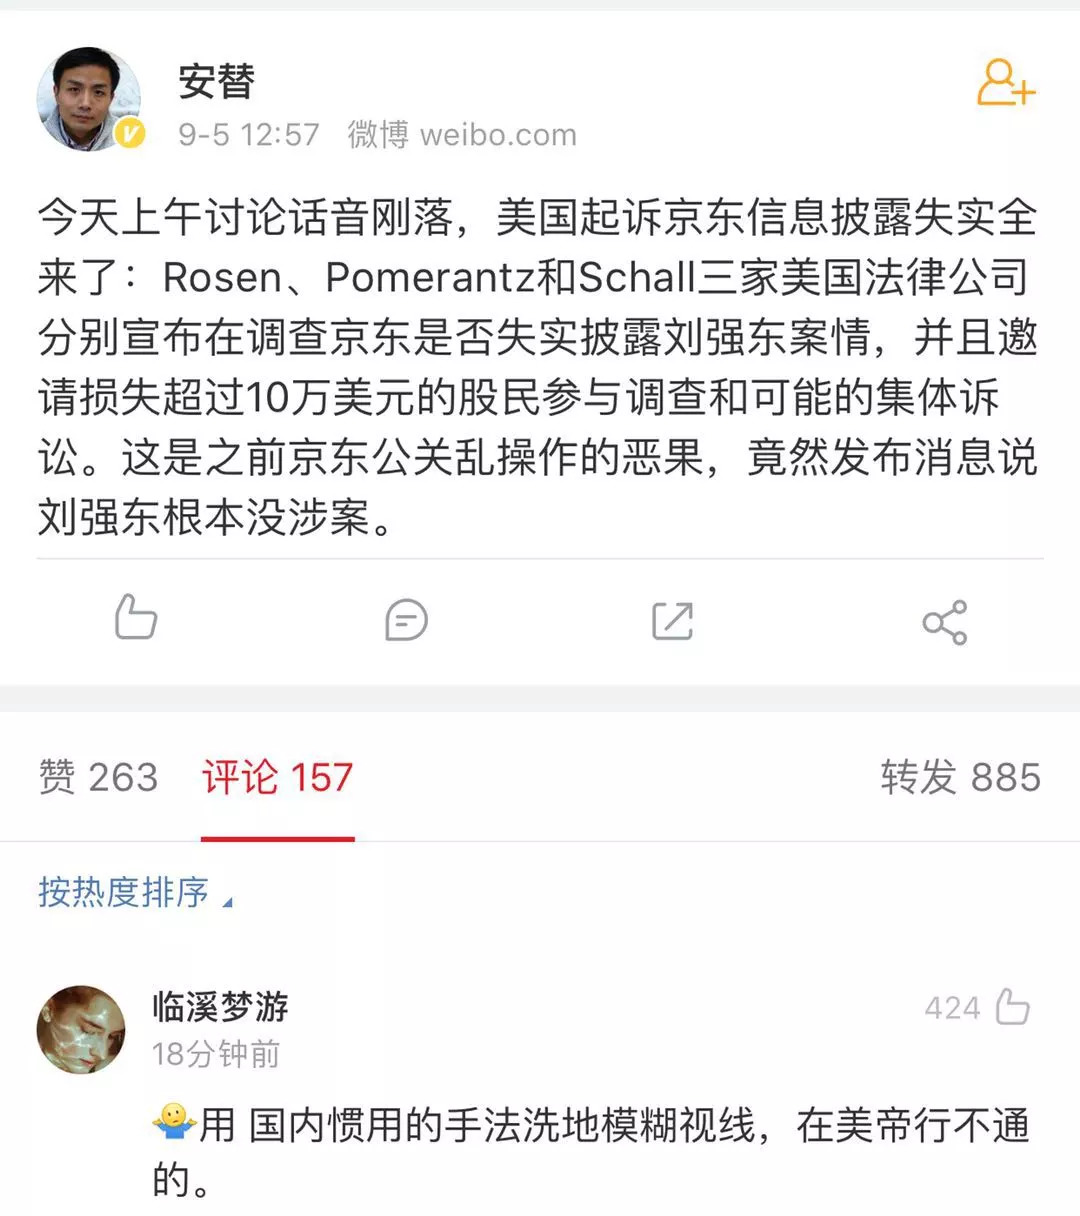 安替
9-5 12:57 微博 weibo.com
今天上午讨论话音刚落，美国起诉京东信息披露失实全
来了：Rosen、Pomerantz和Schall三家美国法律公司
分别宣布在调查京东是否失实披露刘强东案情，并且邀
请损失超过10万美元的股民参与调查和可能的集体诉
讼。这是之前京东公关乱操作的恶果，竟然发布消息说
刘强东根本没涉案。
赞 263 评论 157 转发 885
按热度排序
临溪梦游 424
18分钟前
🤷用 国内惯用的手法洗地模糊视线，在美帝行不通
的。